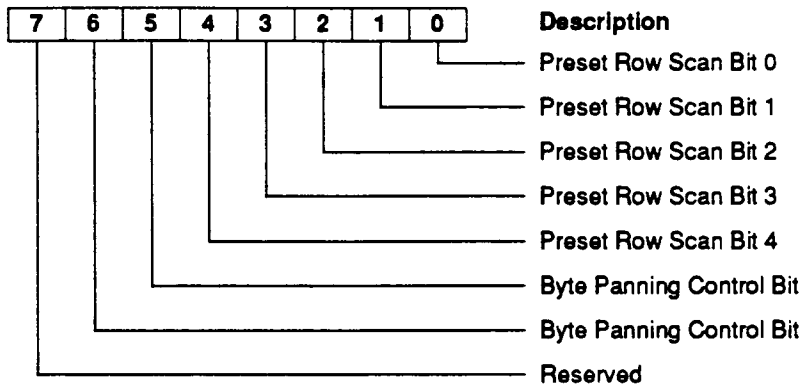 7 6 5 4 3 2 1 0 Description
Preset Row Scan Bit 0
Preset Row Scan Bit 1
Preset Row Scan Bit 2
Preset Row Scan Bit 3
Preset Row Scan Bit 4
Byte Panning Control Bit
Byte Panning Control Bit
Reserved